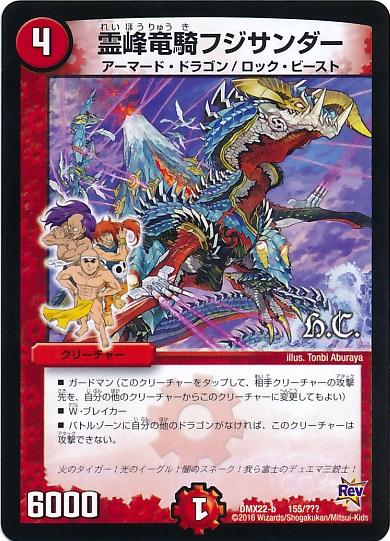 4
れいほうりゅうき
霊峰竜騎フジサンダー
アーマード・ドラゴン / ロック・ビースト
H.C.
illus. Tonbi Aburaya
クリーチャー
■ ガードマン (このクリーチャーをタップして、相手クリーチャーの攻撃
先を、自分の他のクリーチャーからこのクリーチャーに変更してもよい)
■ W・ブレイカー
■ バトルゾーンに自分の他のドラゴンがなければ、このクリーチャーは
攻撃できない。
火のタイガー!光のイーグル!闇のスネーク!我ら富士のデュエマ三銃士!
6000
1
Rev
DMX22-b 155/???
©2016 Wizards/Shogakukan/Mitsui-Kids